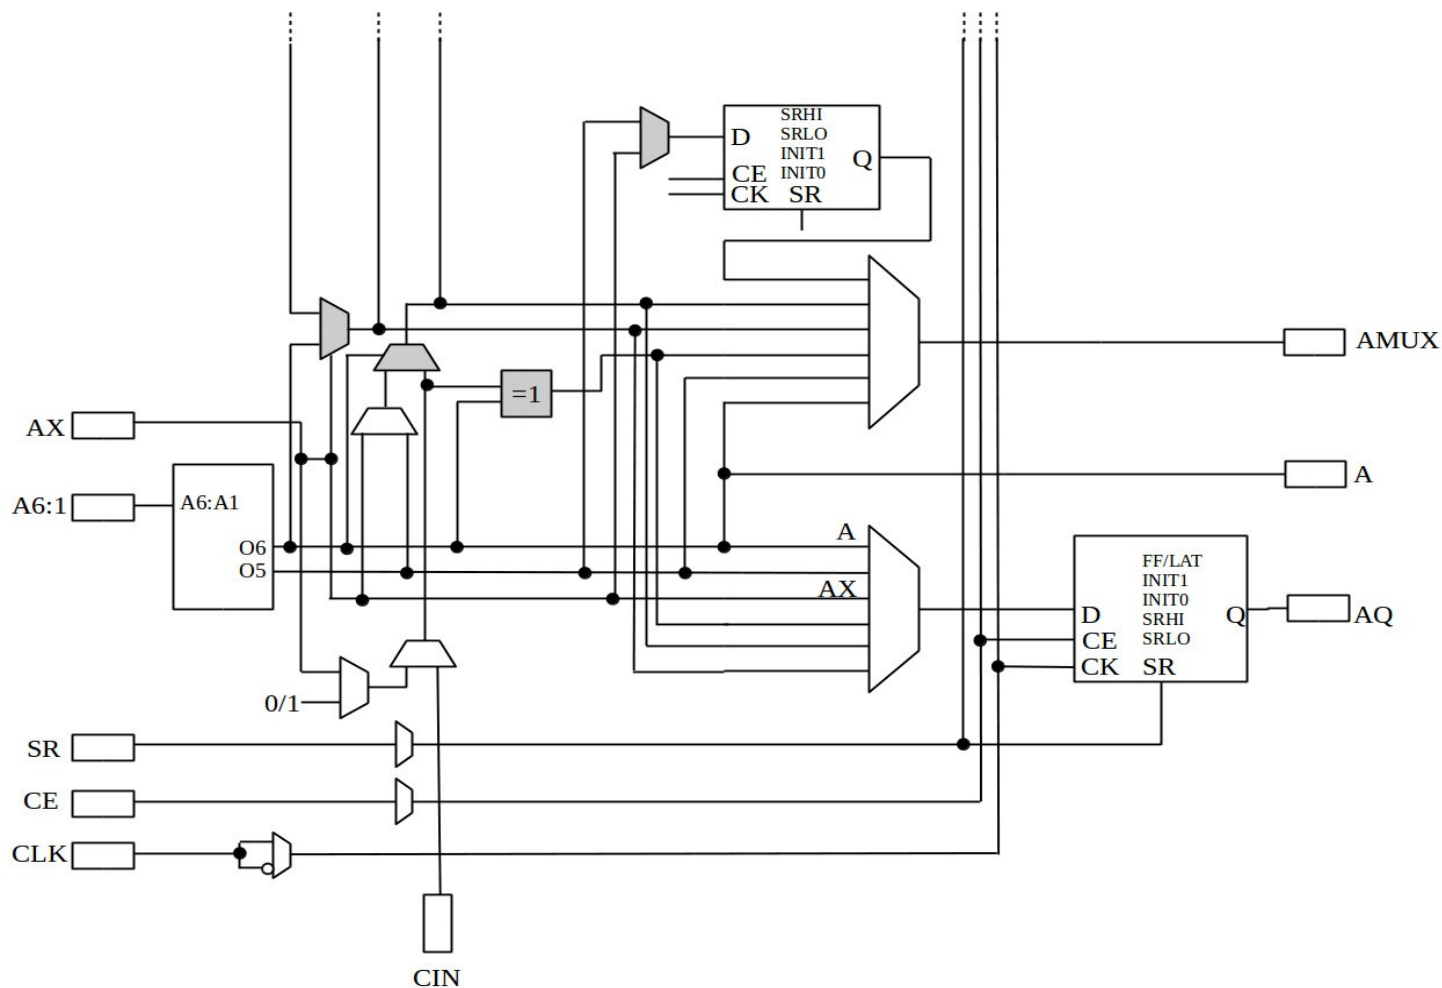 SRHI
D
SRLO
INIT1
Q
CE
INIT0
CK
SR
AMUX
=1
AX
A
A6:1
A6:A1
A
O6
O5
AX
FF/LAT
INIT1
INIT0
D
SRHI
Q
AQ
CE
SRLO
CK
SR
0/1
SR
CE
CLK
CIN